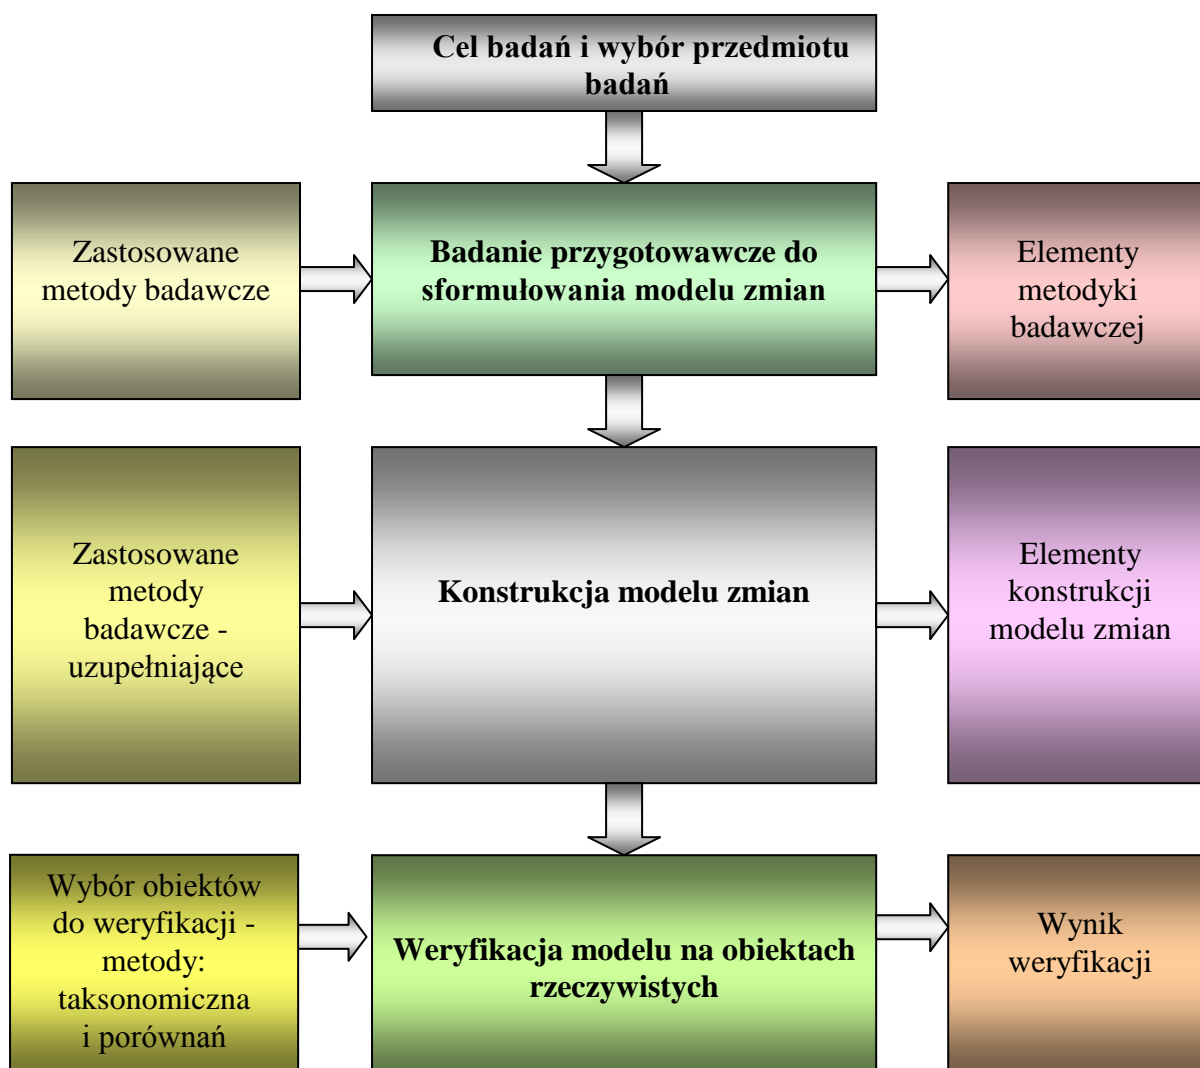 Cel badań i wybór przedmiotu
badań
Zastosowane
metody badawcze
Badanie przygotowawcze do
sformułowania modelu zmian
Elementy
metodyki
badawczej
Zastosowane
metody
badawcze -
uzupełniające
Konstrukcja modelu zmian
Elementy
konstrukcji
modelu zmian
Wybór obiektów
do weryfikacji -
metody:
taksonomiczna
i porównań
Weryfikacja modelu na obiektach
rzeczywistych
Wynik
weryfikacji